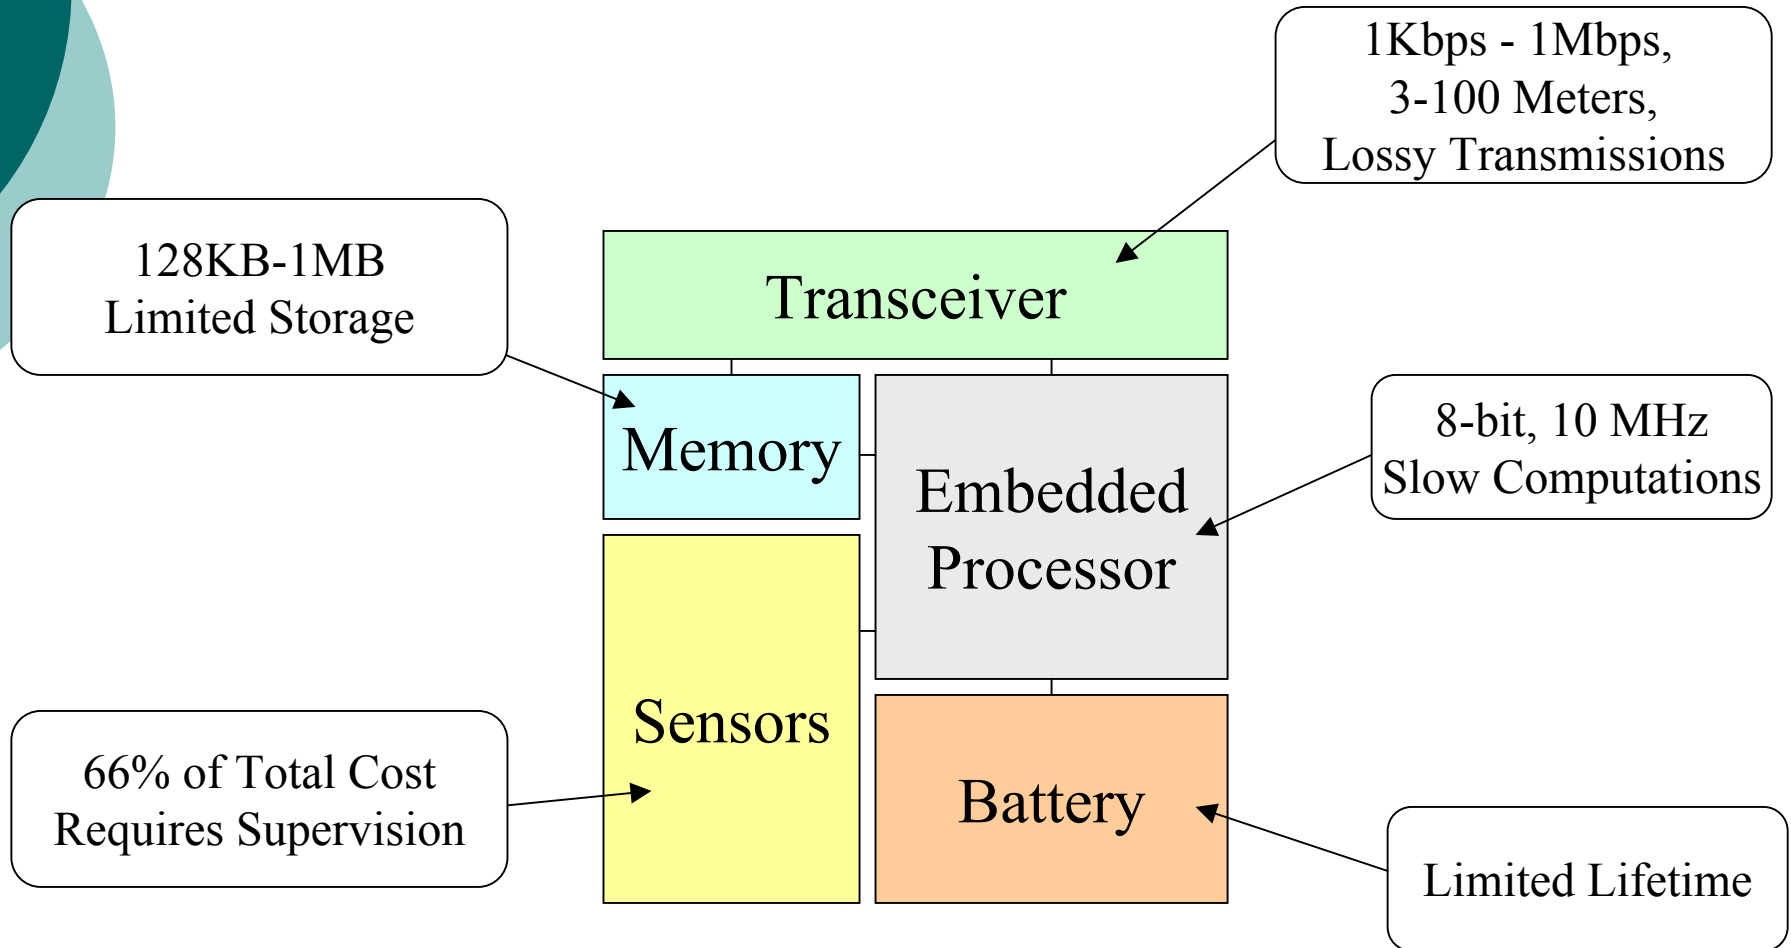 1Kbps - 1Mbps,
3-100 Meters,
Lossy Transmissions
128KB-1MB
Limited Storage
Transceiver
Memory
Embedded
Processor
8-bit, 10 MHz
Slow Computations
Sensors
66% of Total Cost
Requires Supervision
Battery
Limited Lifetime